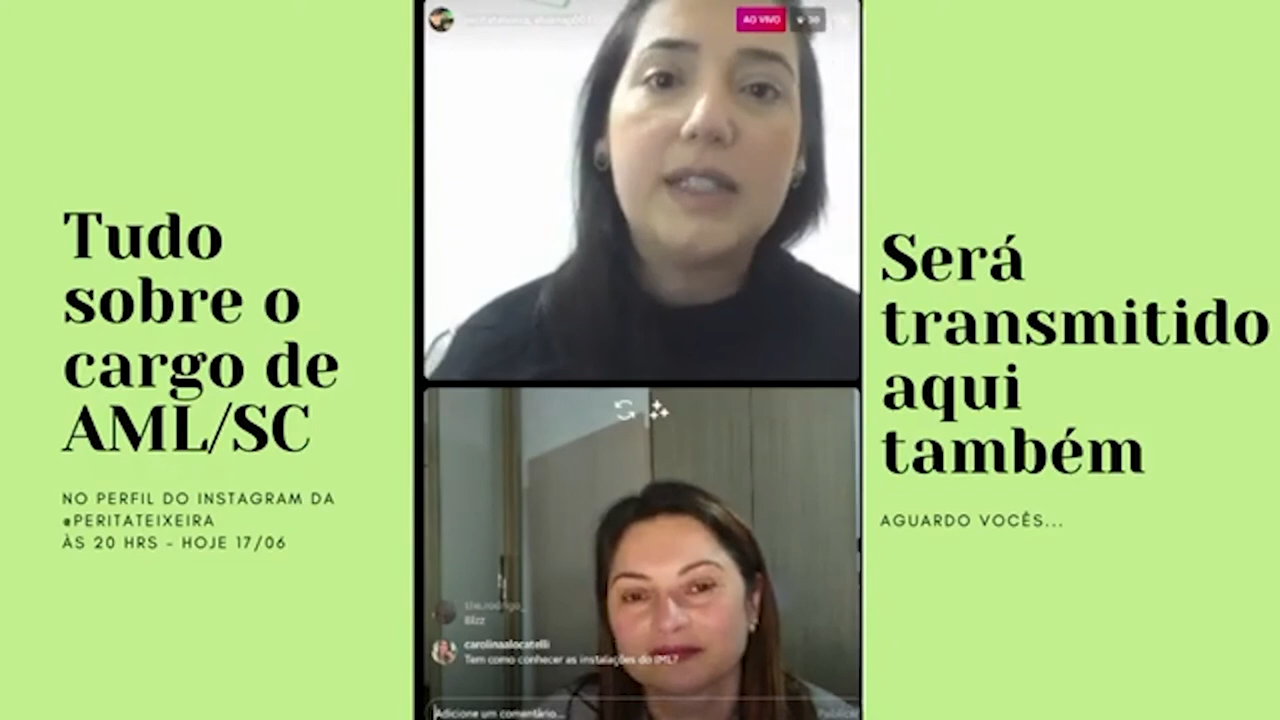 Tudo
sobre o
cargo de
AML/SC
NO PERFIL DO INSTAGRAM DA
@PERITATEIXEIRA
ÀS 20 HRS - HOJE 17/06
AO VIVO
carolinaalocatelli
Tem como conhecer as instalações do IML?
Adicione um comentário...
Publicar
Será
transmitido
aqui
também
AGUARDO VOCÊS...